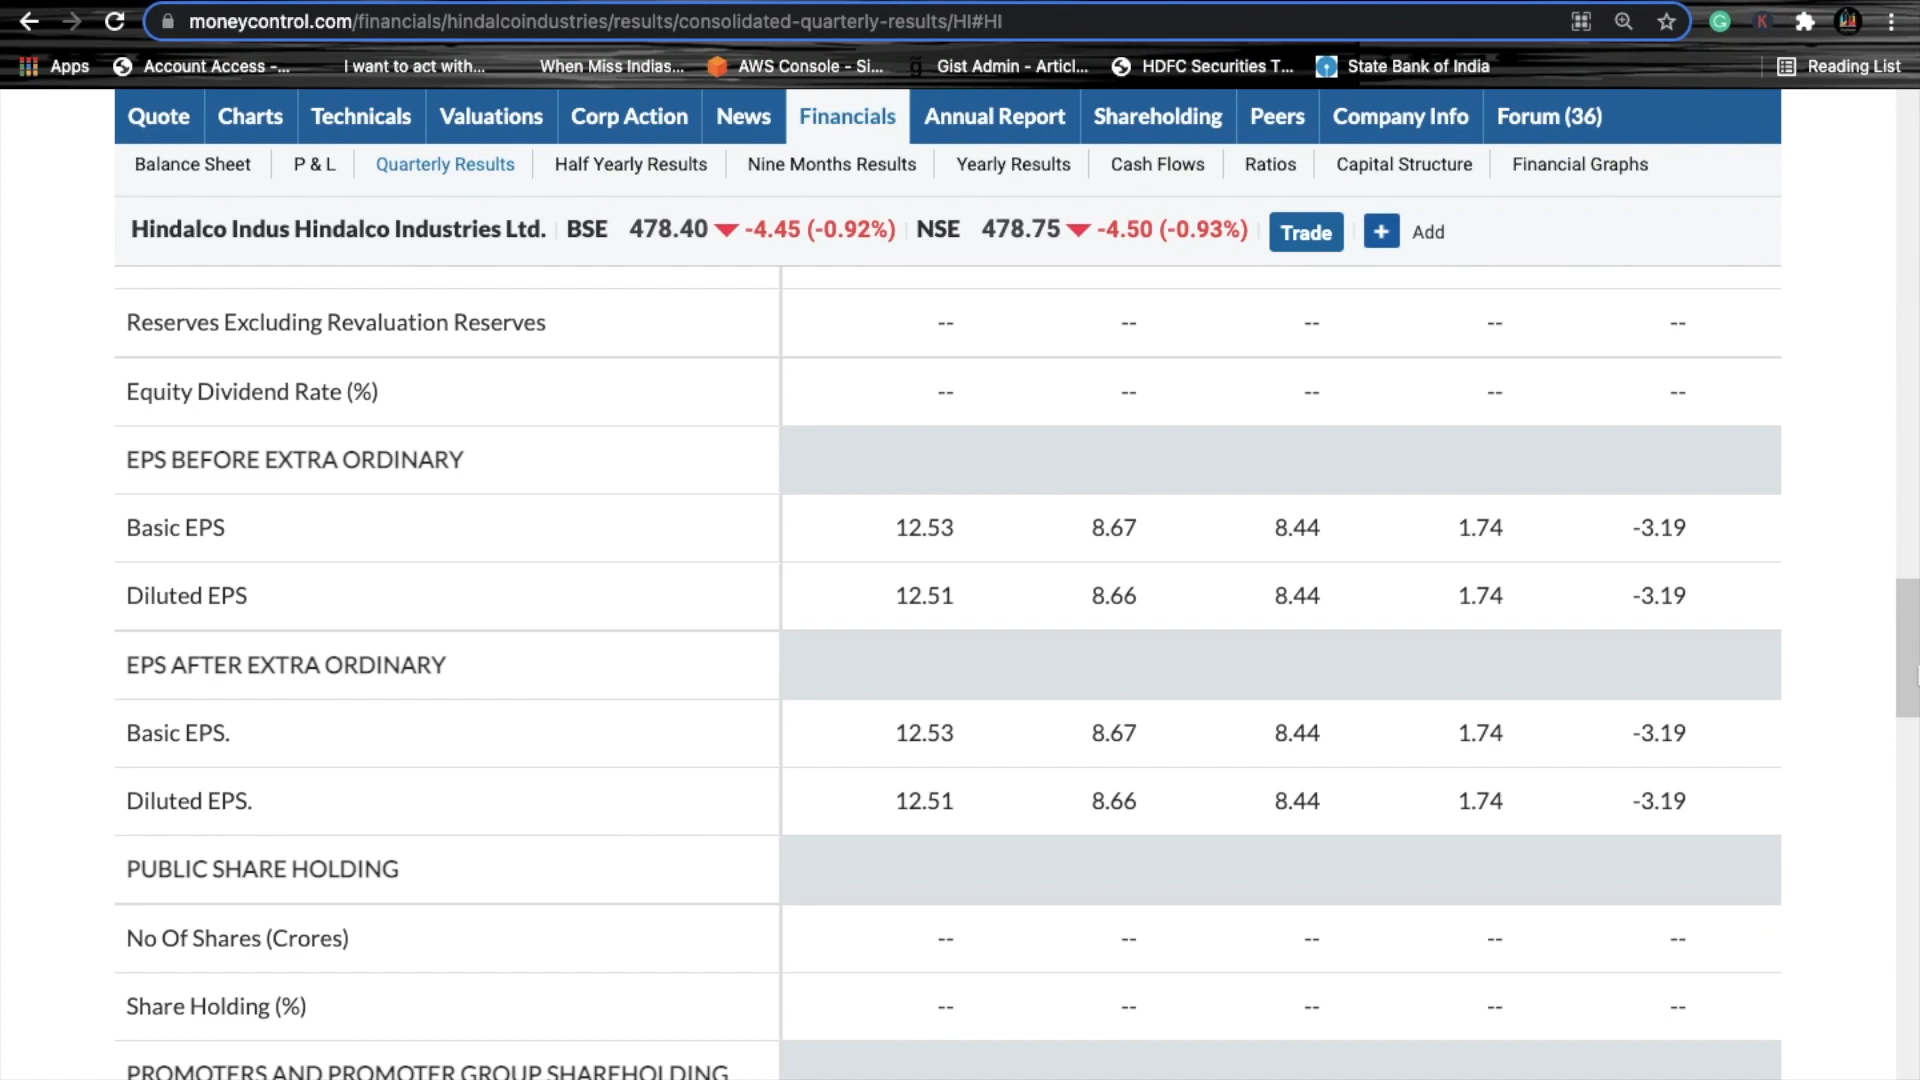 moneycontrol.com/financials/hindalcoindustries/results/consolidated-quarterly-results/HI#HI
Apps Account Access -... I want to act with... When Miss Indias... AWS Console - Si... Gist Admin - Articl... HDFC Securities T... State Bank of India Reading List
Quote Charts Technicals Valuations Corp Action News Financials Annual Report Shareholding Peers Company Info Forum (36)
Balance Sheet P & L Quarterly Results Half Yearly Results Nine Months Results Yearly Results Cash Flows Ratios Capital Structure Financial Graphs
Hindalco Indus Hindalco Industries Ltd. BSE 478.40 -4.45 (-0.92%) NSE 478.75 -4.50 (-0.93%) Trade + Add
Reserves Excluding Revaluation Reserves -- -- -- -- --
Equity Dividend Rate (%) -- -- -- -- --
EPS BEFORE EXTRA ORDINARY
Basic EPS 12.53 8.67 8.44 1.74 -3.19
Diluted EPS 12.51 8.66 8.44 1.74 -3.19
EPS AFTER EXTRA ORDINARY
Basic EPS. 12.53 8.67 8.44 1.74 -3.19
Diluted EPS. 12.51 8.66 8.44 1.74 -3.19
PUBLIC SHARE HOLDING
No Of Shares (Crores) -- -- -- -- --
Share Holding (%) -- -- -- -- --
PROMOTERS AND PROMOTER GROUP SHAREHOLDING